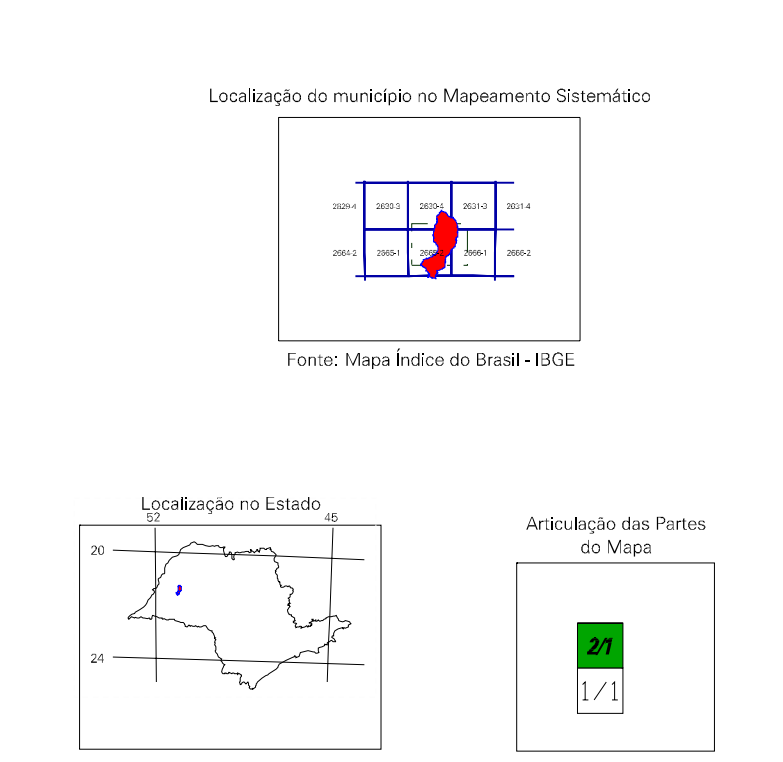 Localização do município no Mapeamento Sistemático
2629-4 2630-3 2630-4 2631-3 2631-4
2664-2 2665-1 2665-2 2666-1 2666-2
Fonte: Mapa Índice do Brasil - IBGE
Localização no Estado
52 45
20
24
Articulação das Partes
do Mapa
2/1
1/1